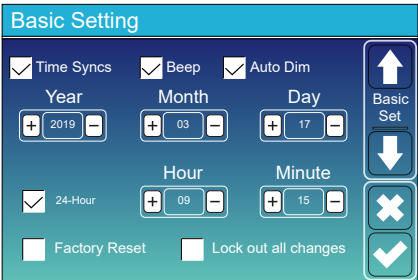 Basic Setting
Time Syncs Beep Auto Dim
Year Month Day
+ 2019 − + 03 − + 17 −
Basic
Set
Hour Minute
24-Hour + 09 − + 15 −
Factory Reset Lock out all changes